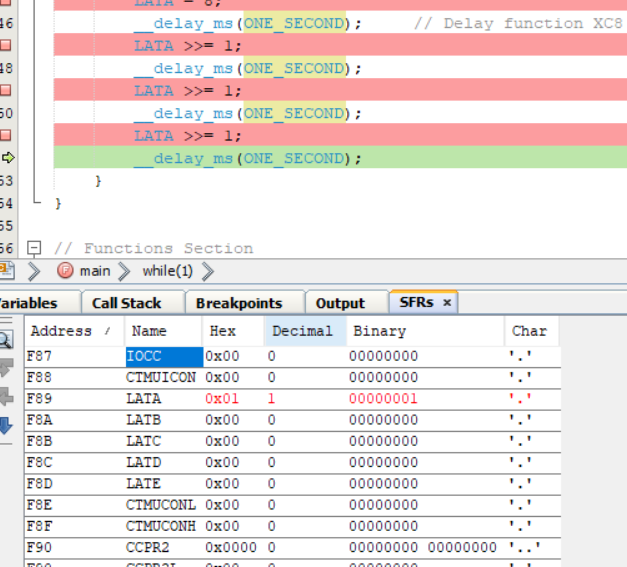 LATA = 8;
46 __delay_ms(ONE_SECOND); // Delay function XC8
LATA >>= 1;
48 __delay_ms(ONE_SECOND);
LATA >>= 1;
50 __delay_ms(ONE_SECOND);
LATA >>= 1;
__delay_ms(ONE_SECOND);
53 }
54 }
55
56 // Functions Section
main while(1)
Variables Call Stack Breakpoints Output SFRs x
Address / Name Hex Decimal Binary Char
F87 IOCC 0x00 0 00000000 '.'
F88 CTMUICON 0x00 0 00000000 '.'
F89 LATA 0x01 1 00000001 '.'
F8A LATB 0x00 0 00000000 '.'
F8B LATC 0x00 0 00000000 '.'
F8C LATD 0x00 0 00000000 '.'
F8D LATE 0x00 0 00000000 '.'
F8E CTMUCONL 0x00 0 00000000 '.'
F8F CTMUCONH 0x00 0 00000000 '.'
F90 CCPR2 0x0000 0 00000000 00000000 '..'